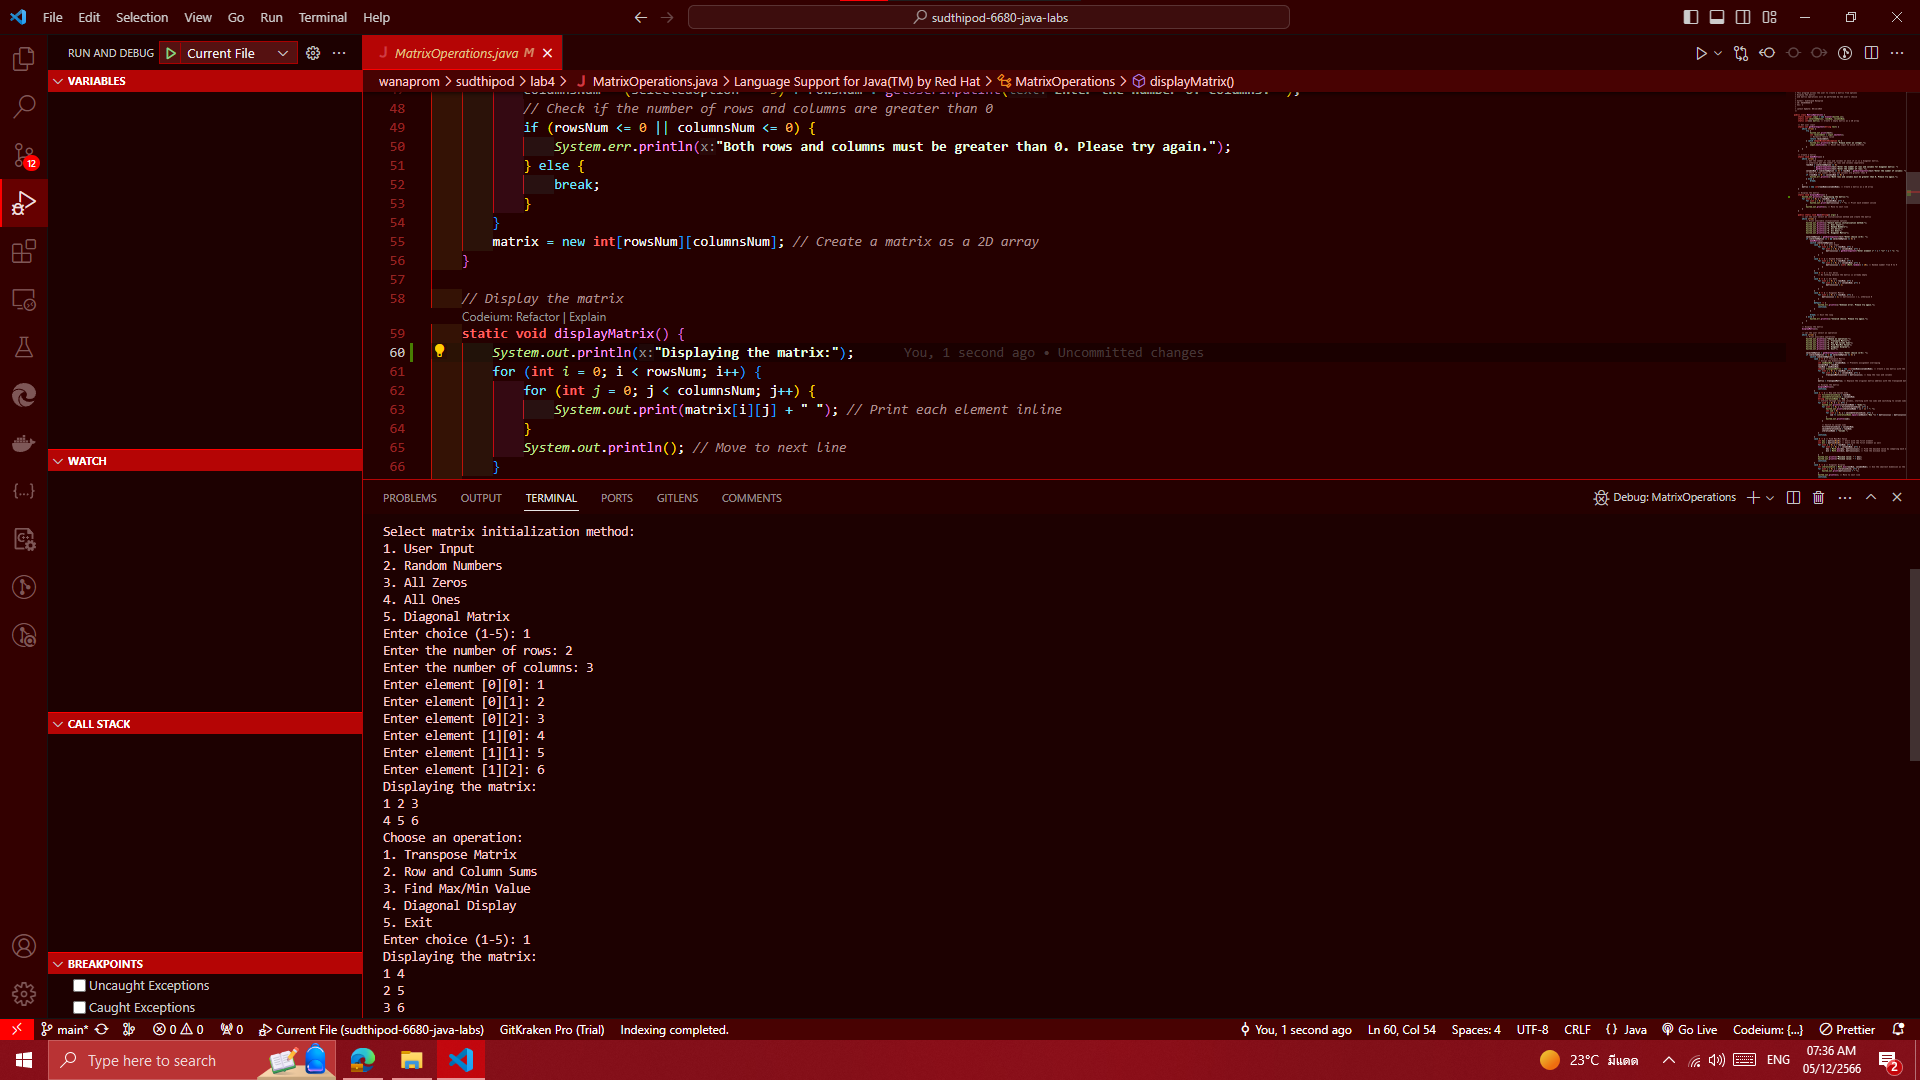 File Edit Selection View Go Run Terminal Help
sudthipod-6680-java-labs
RUN AND DEBUG
Current File
MatrixOperations.java M
wanaprom > sudthipod > lab4 > MatrixOperations.java > Language Support for Java(TM) by Red Hat > MatrixOperations > displayMatrix()
VARIABLES
WATCH
CALL STACK
BREAKPOINTS
Uncaught Exceptions
Caught Exceptions
12
48 // Check if the number of rows and columns are greater than 0
49 if (rowsNum <= 0 || columnsNum <= 0) {
50 System.err.println(x:"Both rows and columns must be greater than 0. Please try again.");
51 } else {
52 break;
53 }
54 }
55 matrix = new int[rowsNum][columnsNum]; // Create a matrix as a 2D array
56 }
57
58 // Display the matrix
Codeium: Refactor | Explain
59 static void displayMatrix() {
60 System.out.println(x:"Displaying the matrix:"); You, 1 second ago • Uncommitted changes
61 for (int i = 0; i < rowsNum; i++) {
62 for (int j = 0; j < columnsNum; j++) {
63 System.out.print(matrix[i][j] + " "); // Print each element inline
64 }
65 System.out.println(); // Move to next line
66 }
PROBLEMS OUTPUT TERMINAL PORTS GITLENS COMMENTS
Debug: MatrixOperations
Select matrix initialization method:
1. User Input
2. Random Numbers
3. All Zeros
4. All Ones
5. Diagonal Matrix
Enter choice (1-5): 1
Enter the number of rows: 2
Enter the number of columns: 3
Enter element [0][0]: 1
Enter element [0][1]: 2
Enter element [0][2]: 3
Enter element [1][0]: 4
Enter element [1][1]: 5
Enter element [1][2]: 6
Displaying the matrix:
1 2 3
4 5 6
Choose an operation:
1. Transpose Matrix
2. Row and Column Sums
3. Find Max/Min Value
4. Diagonal Display
5. Exit
Enter choice (1-5): 1
Displaying the matrix:
1 4
2 5
3 6
main* 0 0 0 Current File (sudthipod-6680-java-labs) GitKraken Pro (Trial) Indexing completed.
You, 1 second ago Ln 60, Col 54 Spaces: 4 UTF-8 CRLF {} Java Go Live Codeium: {...} Prettier
Type here to search
23°C มีแดด
ENG
07:36 AM
05/12/2566
2